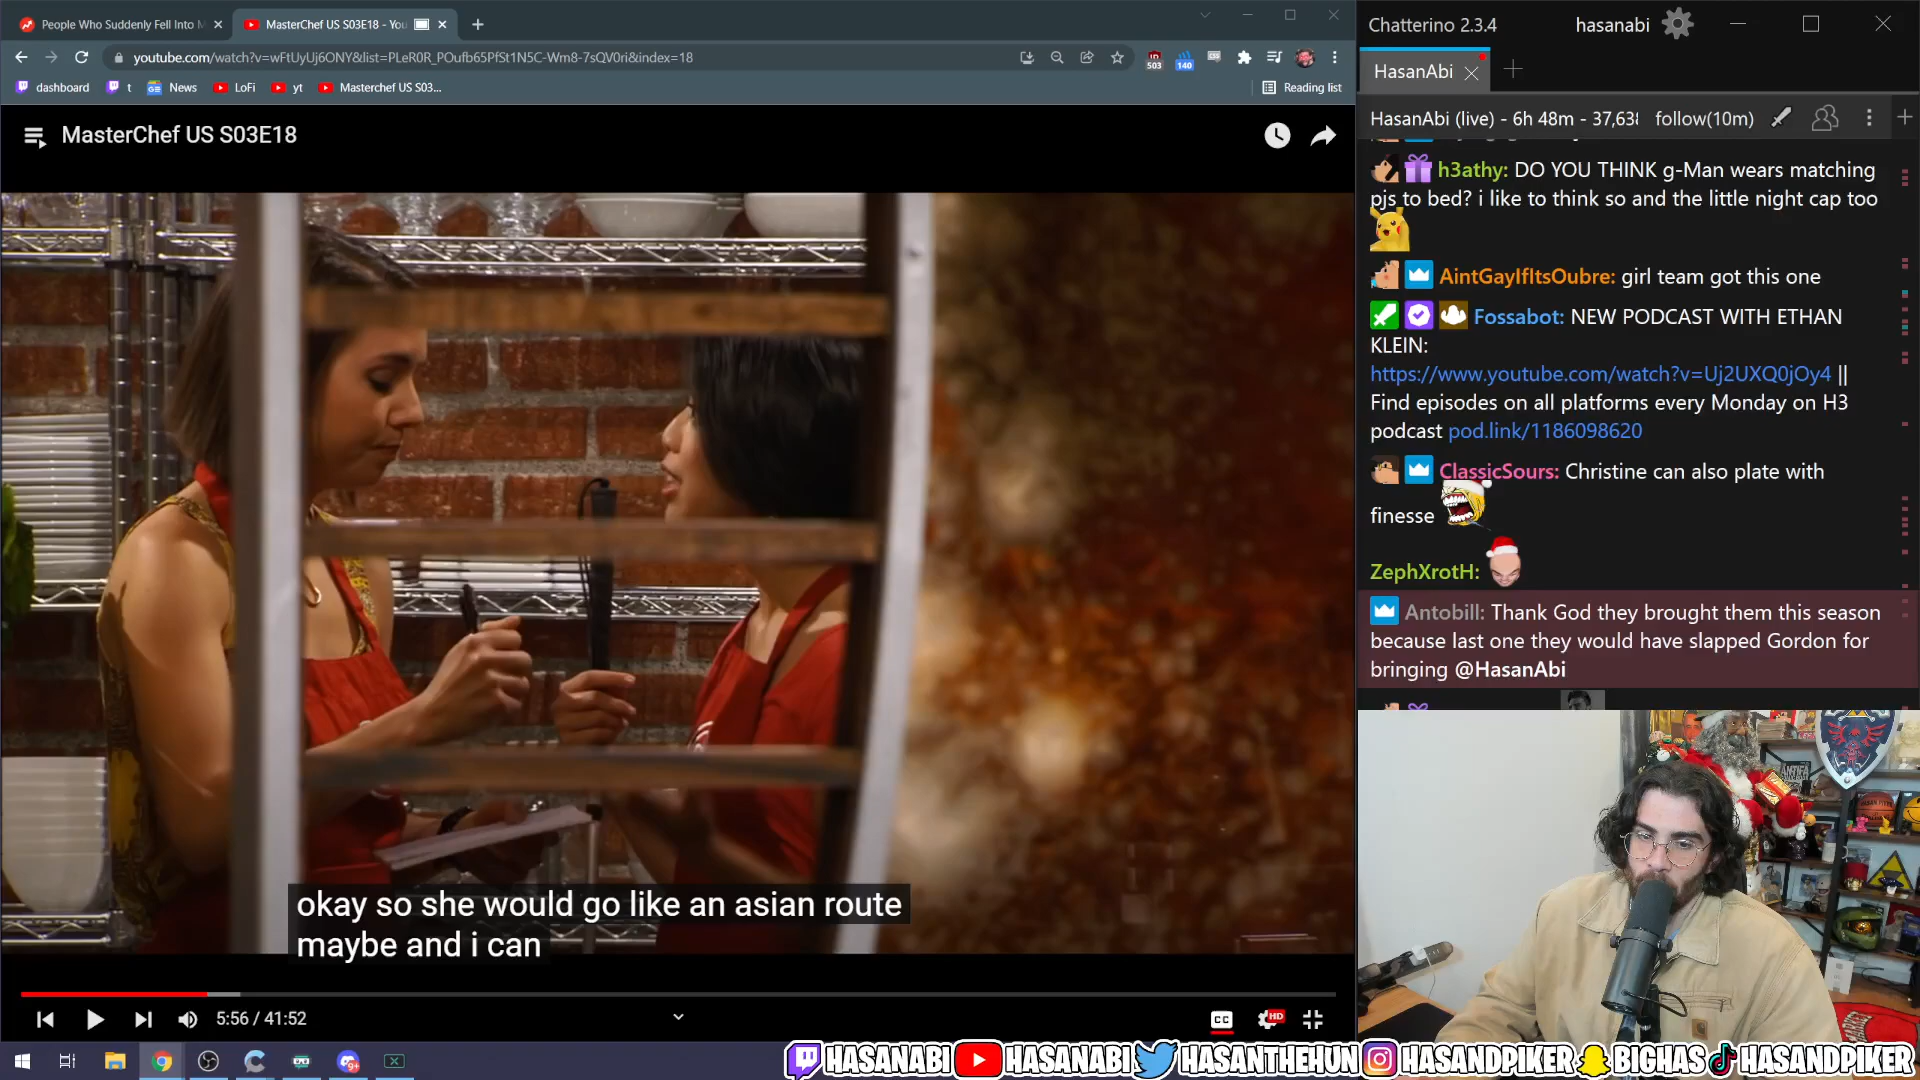 People Who Suddenly Fell Into M
MasterChef US S03E18 - You
youtube.com/watch?v=wFtUyUj6ONY&list=PLeR0R_POufb65PfSt1N5C-Wm8-7sQV0ri&index=18
503
140
dashboard
t
News
LoFi
yt
Masterchef US S03...
Reading list
MasterChef US S03E18
okay so she would go like an asian route
maybe and i can
5:56 / 41:52
CC
HD
Chatterino 2.3.4
hasanabi
HasanAbi
HasanAbi (live) - 6h 48m - 37,63
follow(10m)
h3athy: DO YOU THINK g-Man wears matching
pjs to bed? i like to think so and the little night cap too
AintGayIfItsOubre: girl team got this one
Fossabot: NEW PODCAST WITH ETHAN
KLEIN:
https://www.youtube.com/watch?v=Uj2UXQ0jOy4 ||
Find episodes on all platforms every Monday on H3
podcast pod.link/1186098620
ClassicSours: Christine can also plate with
finesse
ZephXrotH:
Antobill: Thank God they brought them this season
because last one they would have slapped Gordon for
bringing @HasanAbi
HASANABI
HASANABI
HASANTHEHUN
HASANDPIKER
BIGHAS
HASANDPIKER